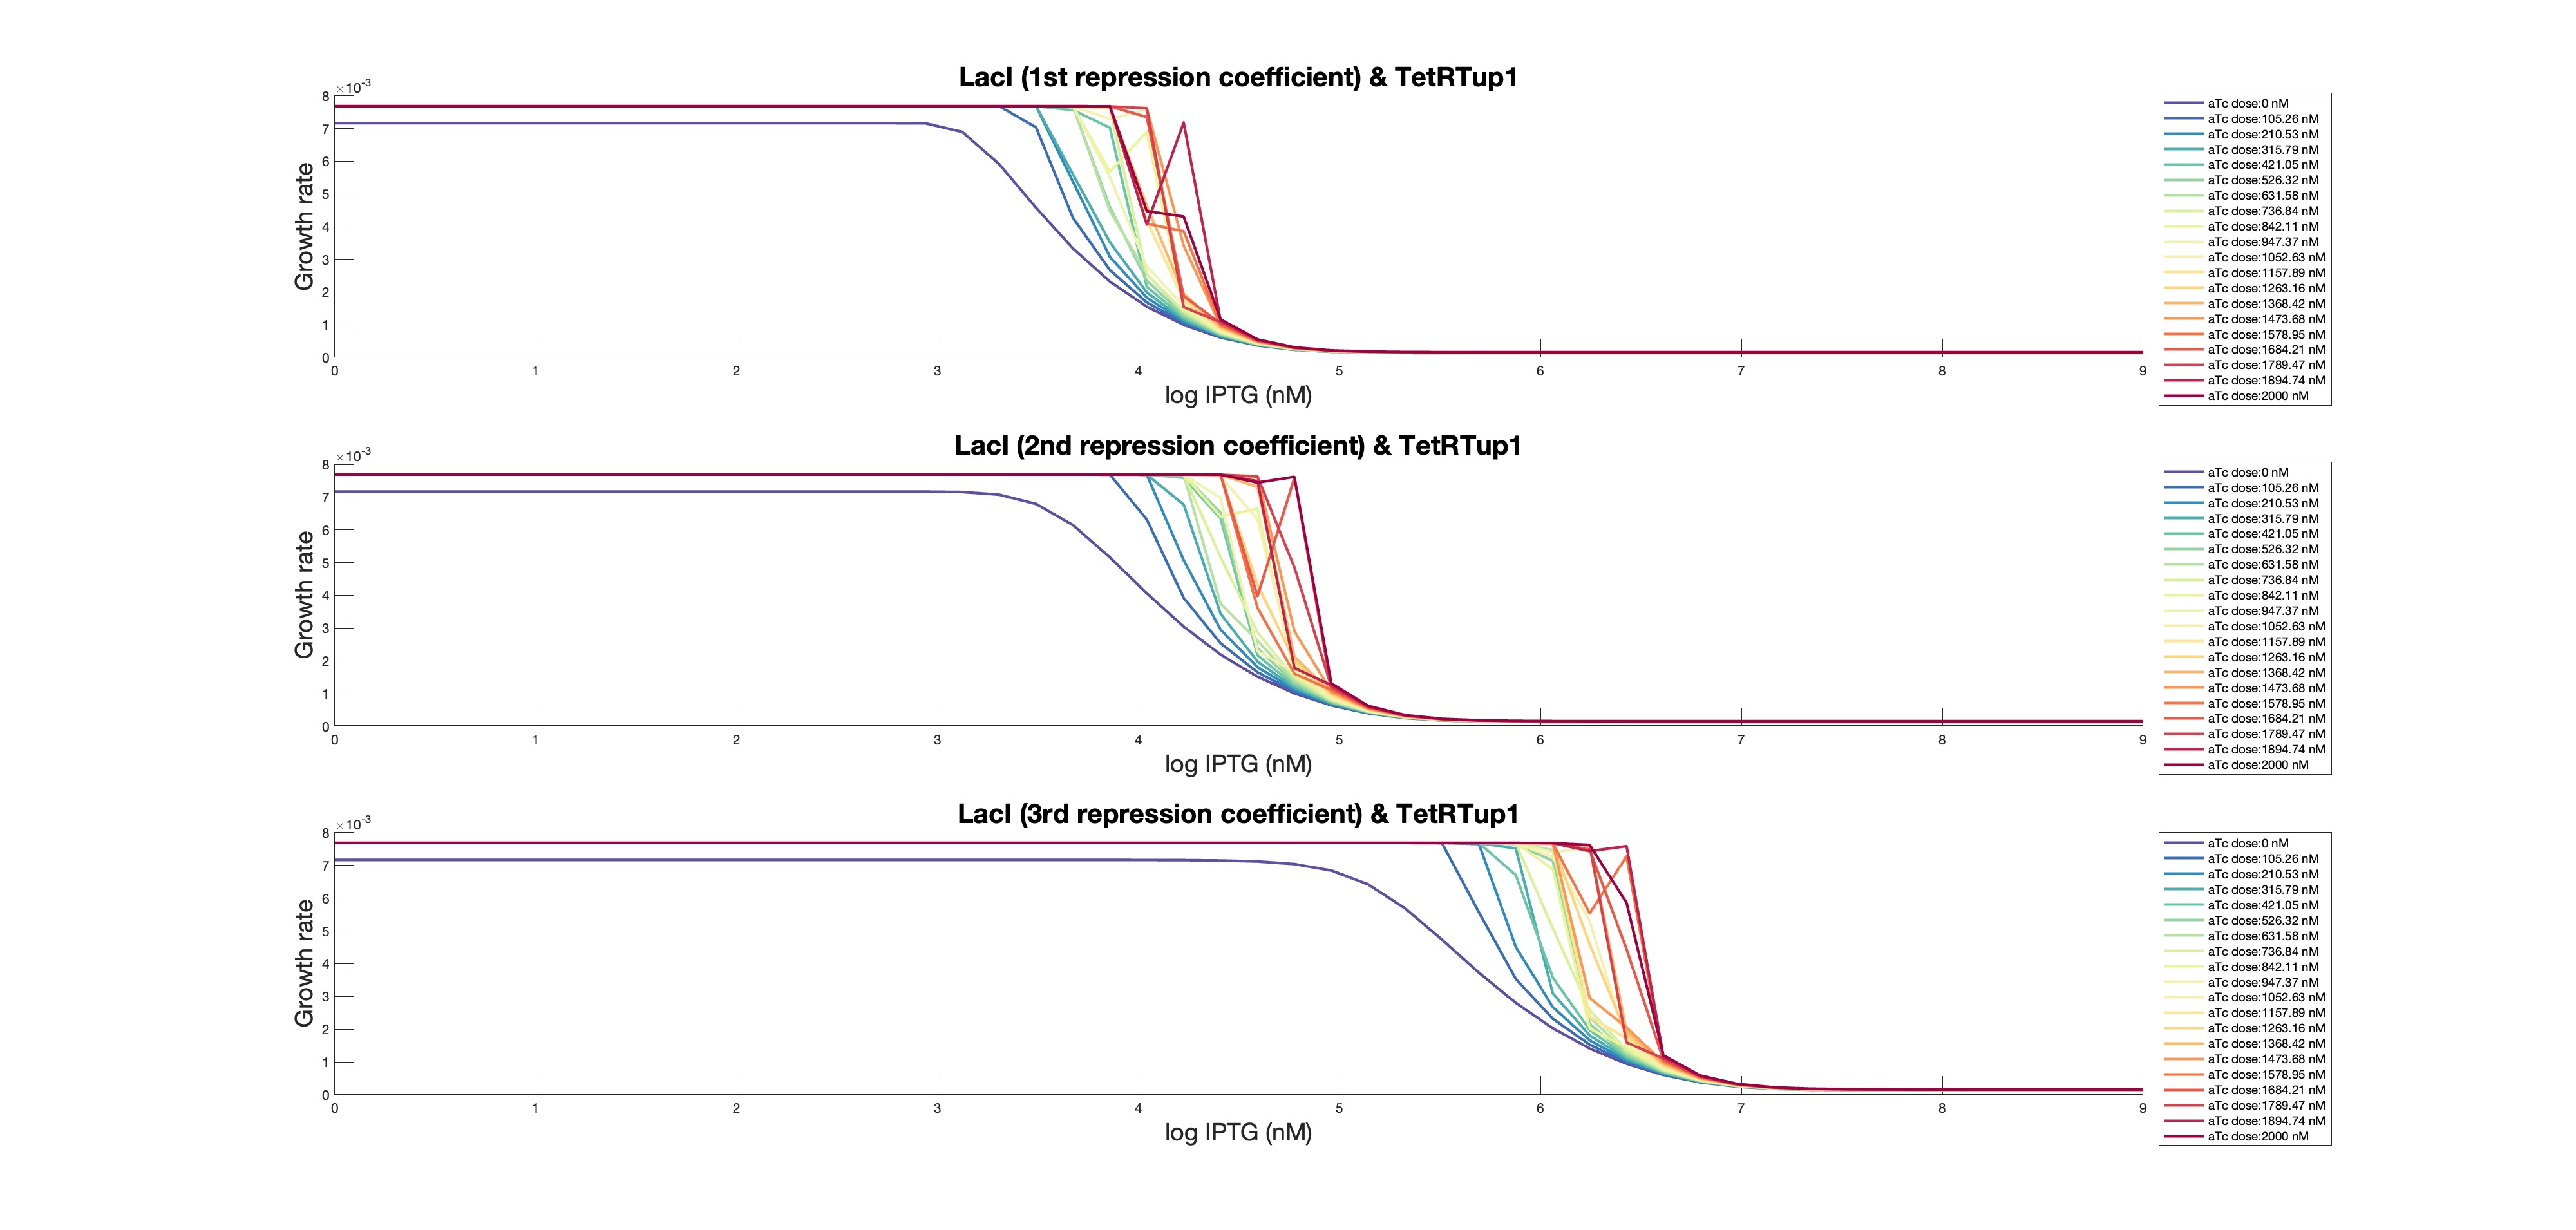 LacI (1st repression coefficient) & TetRTup1
×10-3
8
7
6
5
4
3
2
1
0
Growth rate
0 1 2 3 4 5 6 7 8 9
log IPTG (nM)
aTc dose:0 nM
aTc dose:105.26 nM
aTc dose:210.53 nM
aTc dose:315.79 nM
aTc dose:421.05 nM
aTc dose:526.32 nM
aTc dose:631.58 nM
aTc dose:736.84 nM
aTc dose:842.11 nM
aTc dose:947.37 nM
aTc dose:1052.63 nM
aTc dose:1157.89 nM
aTc dose:1263.16 nM
aTc dose:1368.42 nM
aTc dose:1473.68 nM
aTc dose:1578.95 nM
aTc dose:1684.21 nM
aTc dose:1789.47 nM
aTc dose:1894.74 nM
aTc dose:2000 nM
LacI (2nd repression coefficient) & TetRTup1
×10-3
8
7
6
5
4
3
2
1
0
Growth rate
0 1 2 3 4 5 6 7 8 9
log IPTG (nM)
aTc dose:0 nM
aTc dose:105.26 nM
aTc dose:210.53 nM
aTc dose:315.79 nM
aTc dose:421.05 nM
aTc dose:526.32 nM
aTc dose:631.58 nM
aTc dose:736.84 nM
aTc dose:842.11 nM
aTc dose:947.37 nM
aTc dose:1052.63 nM
aTc dose:1157.89 nM
aTc dose:1263.16 nM
aTc dose:1368.42 nM
aTc dose:1473.68 nM
aTc dose:1578.95 nM
aTc dose:1684.21 nM
aTc dose:1789.47 nM
aTc dose:1894.74 nM
aTc dose:2000 nM
LacI (3rd repression coefficient) & TetRTup1
×10-3
8
7
6
5
4
3
2
1
0
Growth rate
0 1 2 3 4 5 6 7 8 9
log IPTG (nM)
aTc dose:0 nM
aTc dose:105.26 nM
aTc dose:210.53 nM
aTc dose:315.79 nM
aTc dose:421.05 nM
aTc dose:526.32 nM
aTc dose:631.58 nM
aTc dose:736.84 nM
aTc dose:842.11 nM
aTc dose:947.37 nM
aTc dose:1052.63 nM
aTc dose:1157.89 nM
aTc dose:1263.16 nM
aTc dose:1368.42 nM
aTc dose:1473.68 nM
aTc dose:1578.95 nM
aTc dose:1684.21 nM
aTc dose:1789.47 nM
aTc dose:1894.74 nM
aTc dose:2000 nM